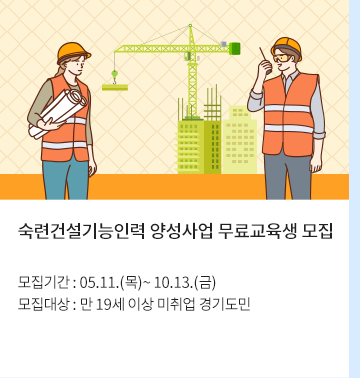 숙련건설기능인력 양성사업 무료교육생 모집
모집기간 : 05.11.(목)~ 10.13.(금)
모집대상 : 만 19세 이상 미취업 경기도민